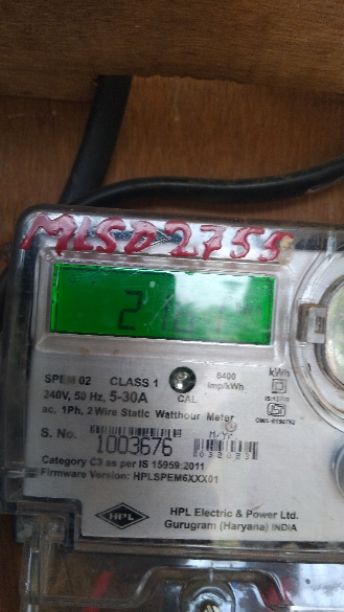 MLSD2755
SPEM 02 CLASS 1 6400 kWh
240V, 50 Hz, 5-30A CAL imp/kWh
ac, 1Ph, 2 Wire Static Watthour Meter
S. No. 1003676 M/Yr
Category C3 as per IS 15959:2011
Firmware Version: HPLSPEM6XXX01
HPL HPL Electric & Power Ltd.
Gurugram (Haryana) INDIA